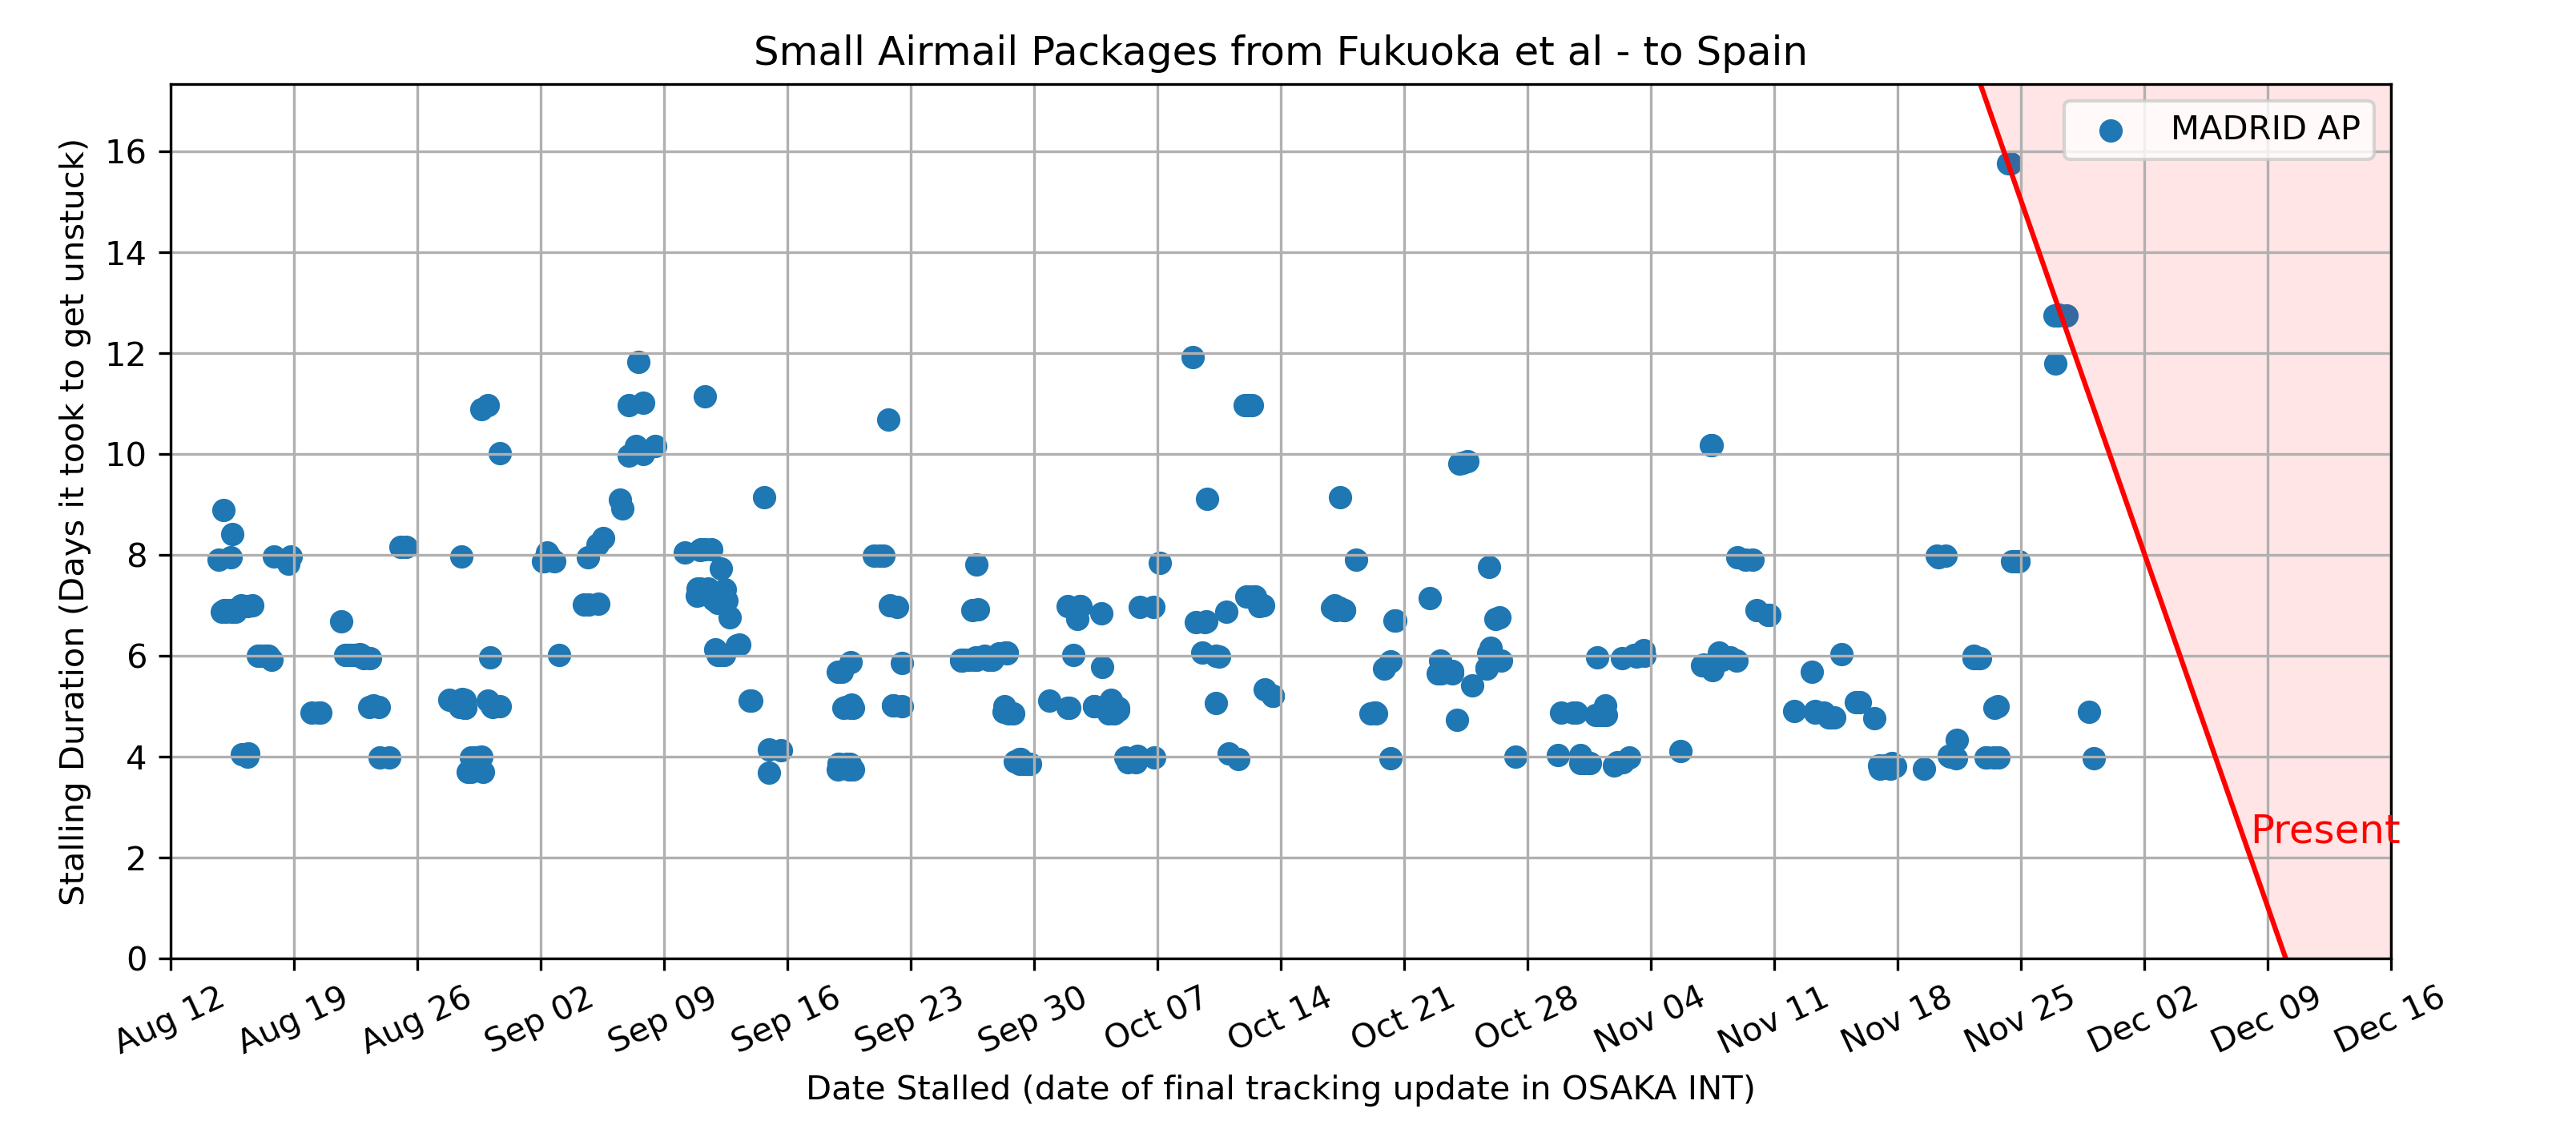 Small Airmail Packages from Fukuoka et al - to Spain
MADRID AP
Stalling Duration (Days it took to get unstuck)
16
14
12
10
8
6
4
2
0
Present
Aug 12 Aug 19 Aug 26 Sep 02 Sep 09 Sep 16 Sep 23 Sep 30 Oct 07 Oct 14 Oct 21 Oct 28 Nov 04 Nov 11 Nov 18 Nov 25 Dec 02 Dec 09 Dec 16
Date Stalled (date of final tracking update in OSAKA INT)